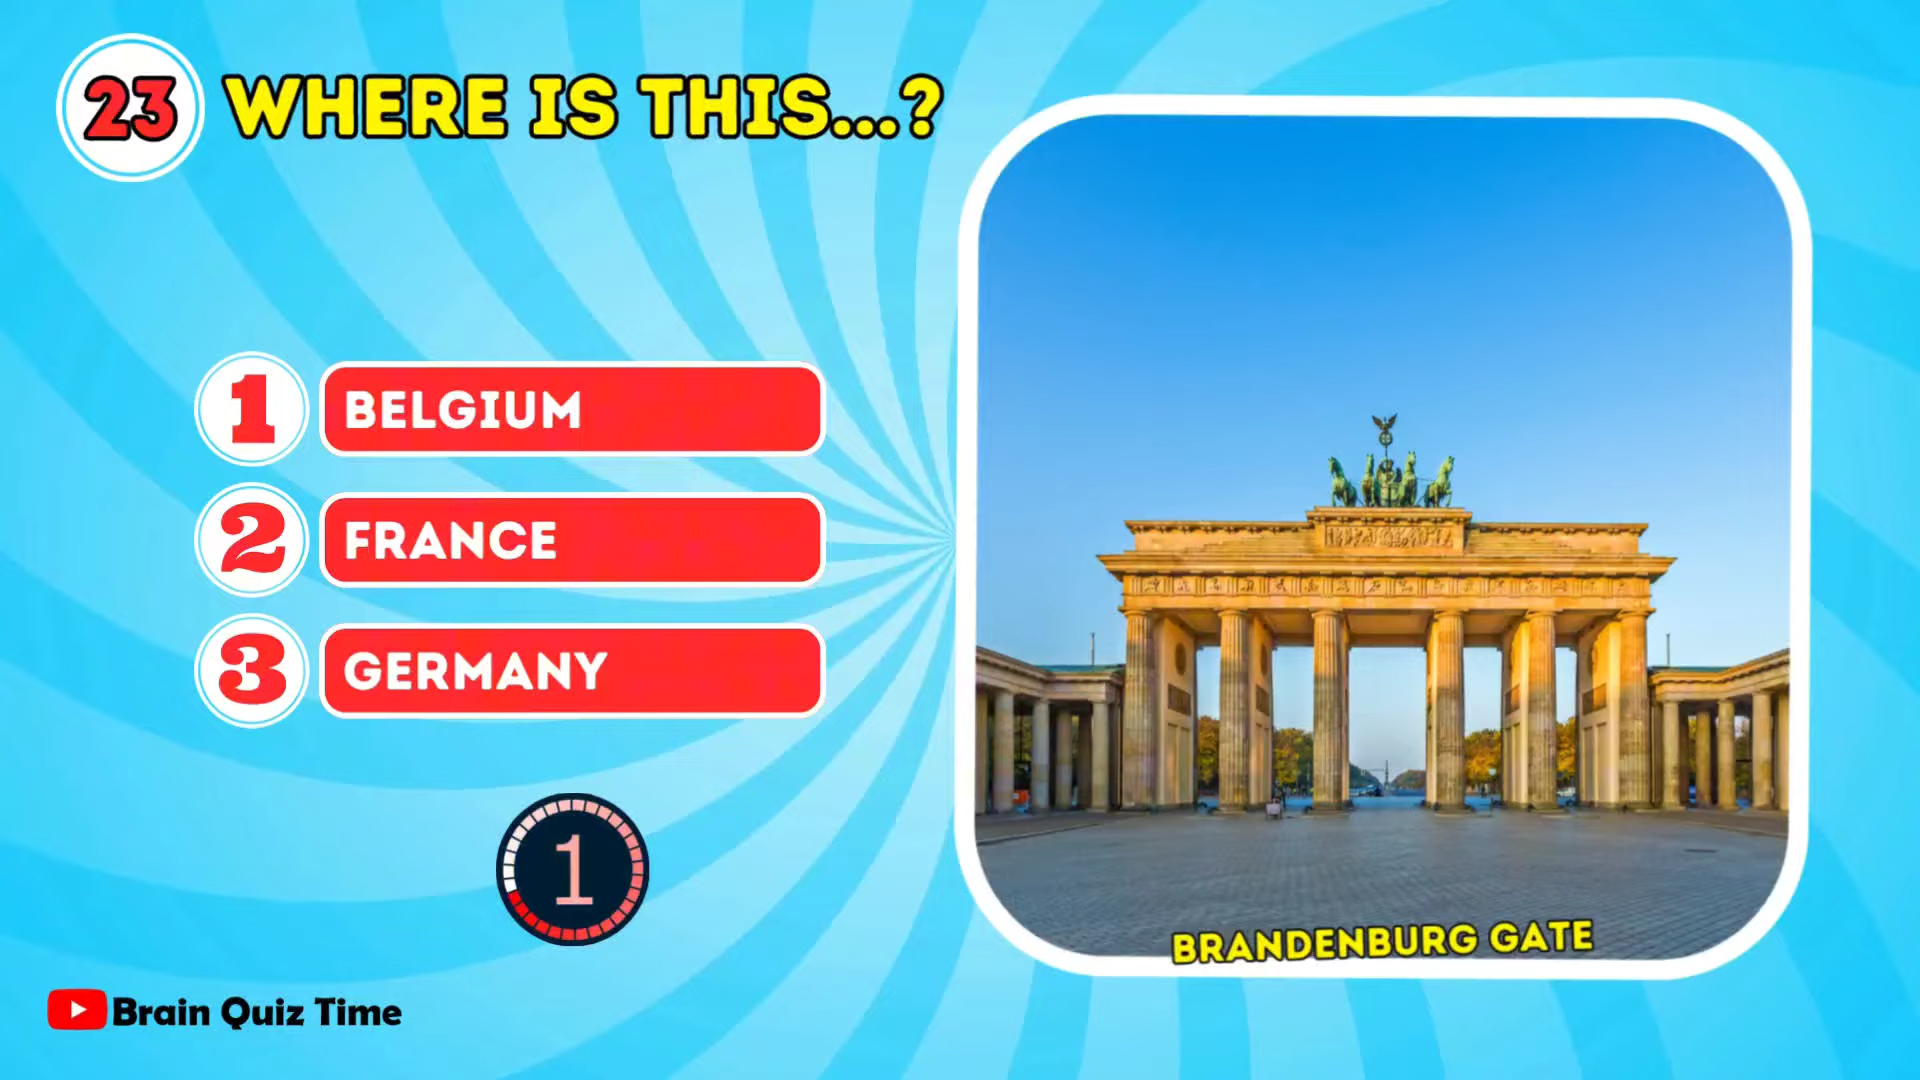 23 WHERE IS THIS...?
1 BELGIUM
2 FRANCE
3 GERMANY
1
BRANDENBURG GATE
Brain Quiz Time